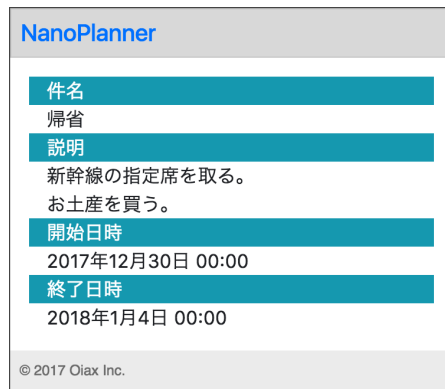 NanoPlanner
件名
帰省
説明
新幹線の指定席を取る。
お土産を買う。
開始日時
2017年12月30日 00:00
終了日時
2018年1月4日 00:00
© 2017 Oiax Inc.